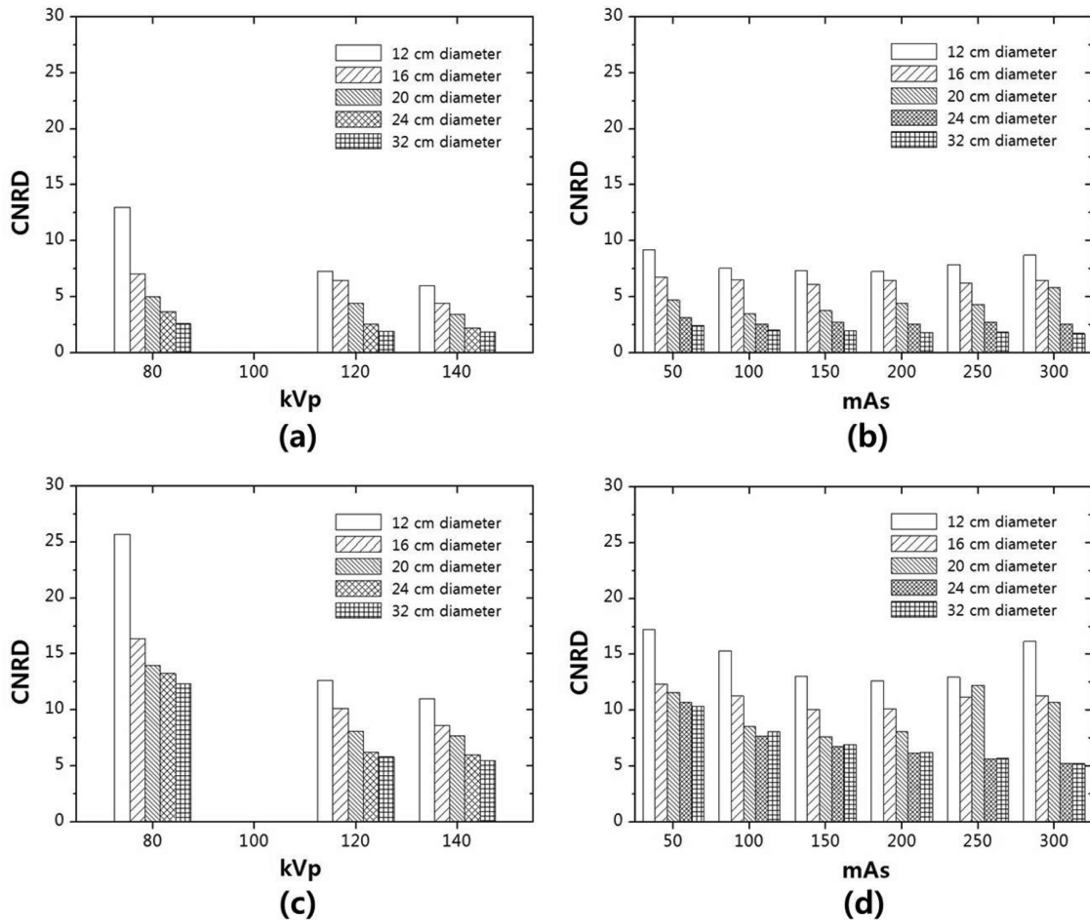 30
25
20
15
10
5
0
CNRD
12 cm diameter
16 cm diameter
20 cm diameter
24 cm diameter
32 cm diameter
80 100 120 140
kVp
(a)
30
25
20
15
10
5
0
CNRD
12 cm diameter
16 cm diameter
20 cm diameter
24 cm diameter
32 cm diameter
50 100 150 200 250 300
mAs
(b)
30
25
20
15
10
5
0
CNRD
12 cm diameter
16 cm diameter
20 cm diameter
24 cm diameter
32 cm diameter
80 100 120 140
kVp
(c)
30
25
20
15
10
5
0
CNRD
12 cm diameter
16 cm diameter
20 cm diameter
24 cm diameter
32 cm diameter
50 100 150 200 250 300
mAs
(d)